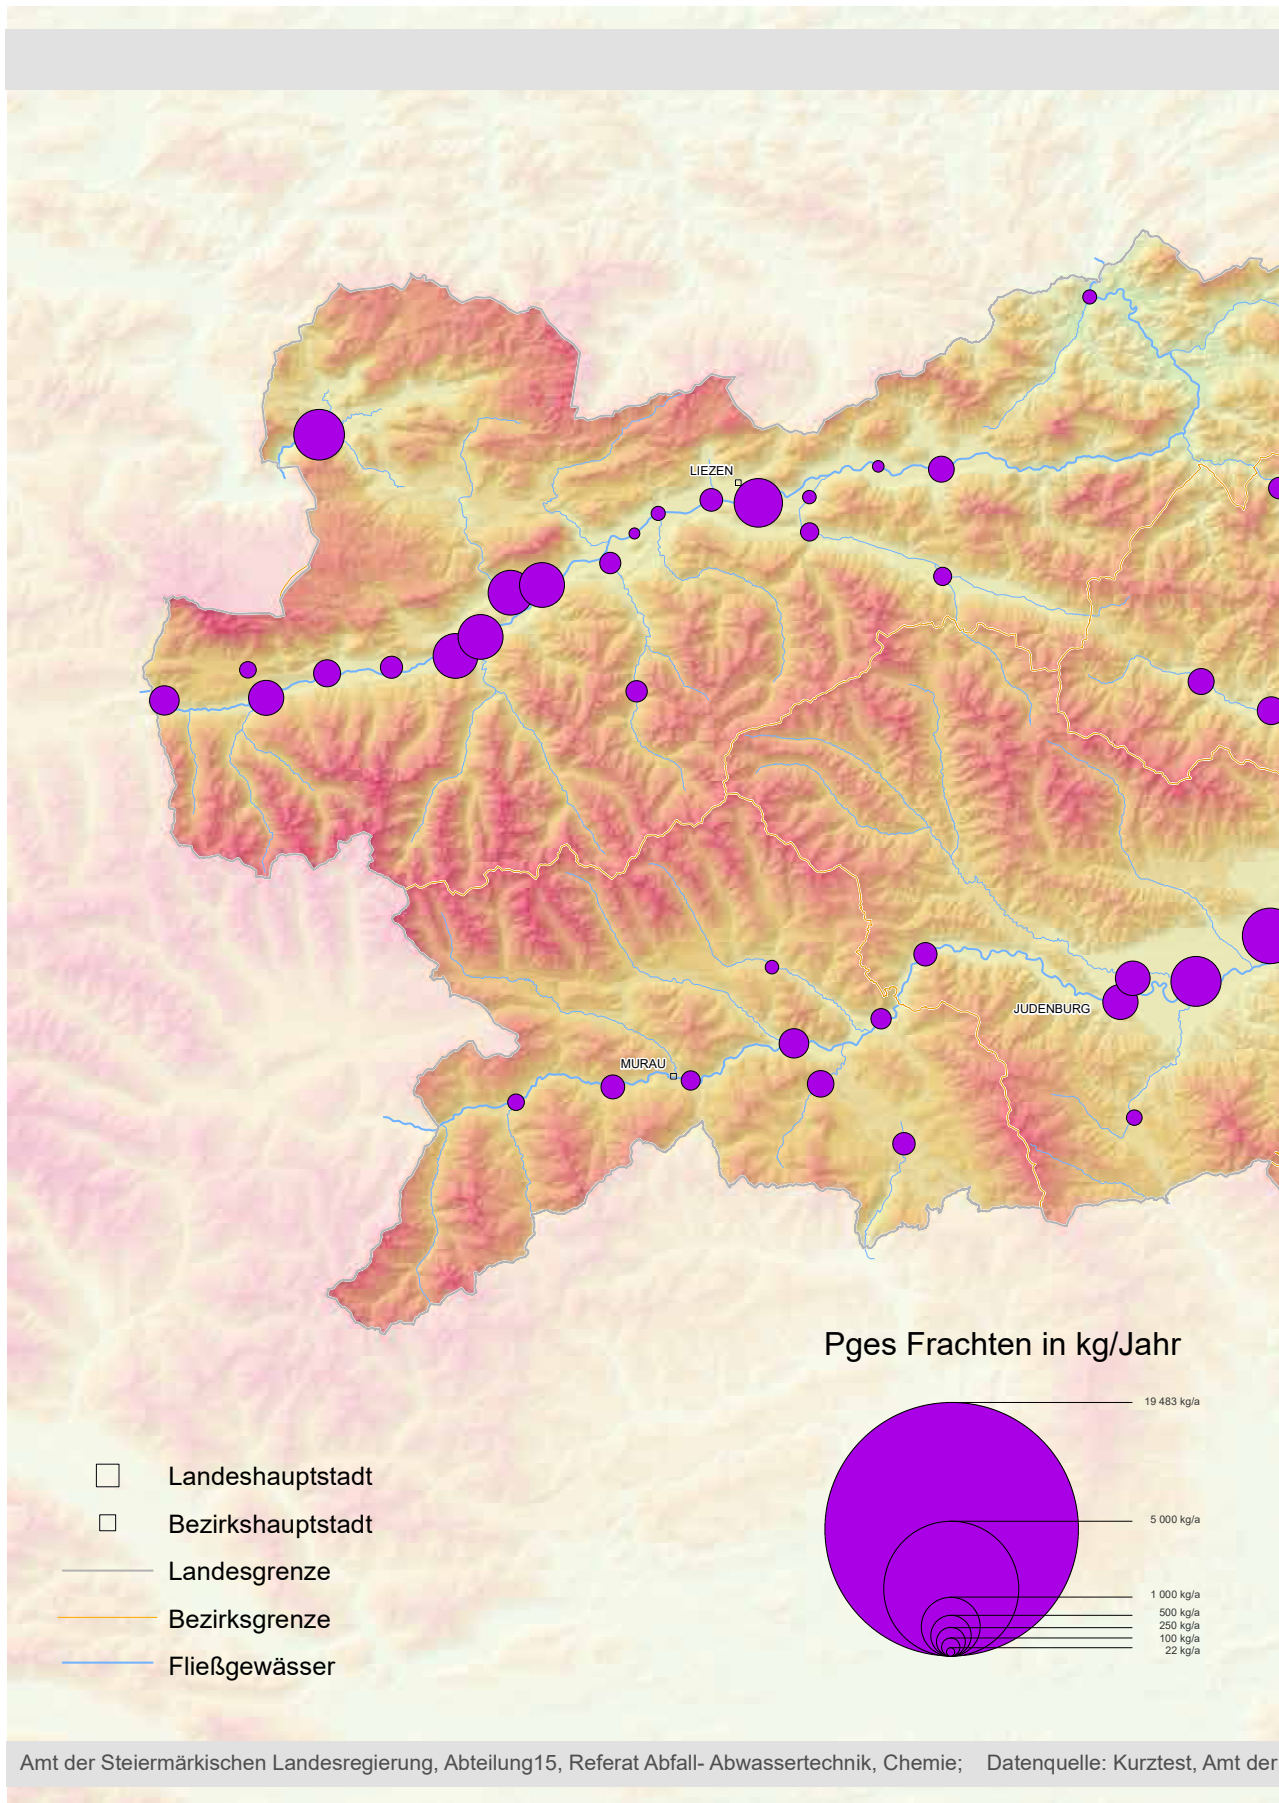 LIEZEN
JUDENBURG
MURAU
Pges Frachten in kg/Jahr
19 483 kg/a
5 000 kg/a
1 000 kg/a
500 kg/a
250 kg/a
100 kg/a
22 kg/a
Landeshauptstadt
Bezirkshauptstadt
Landesgrenze
Bezirksgrenze
Fließgewässer
Amt der Steiermärkischen Landesregierung, Abteilung15, Referat Abfall- Abwassertechnik, Chemie; Datenquelle: Kurztest, Amt der